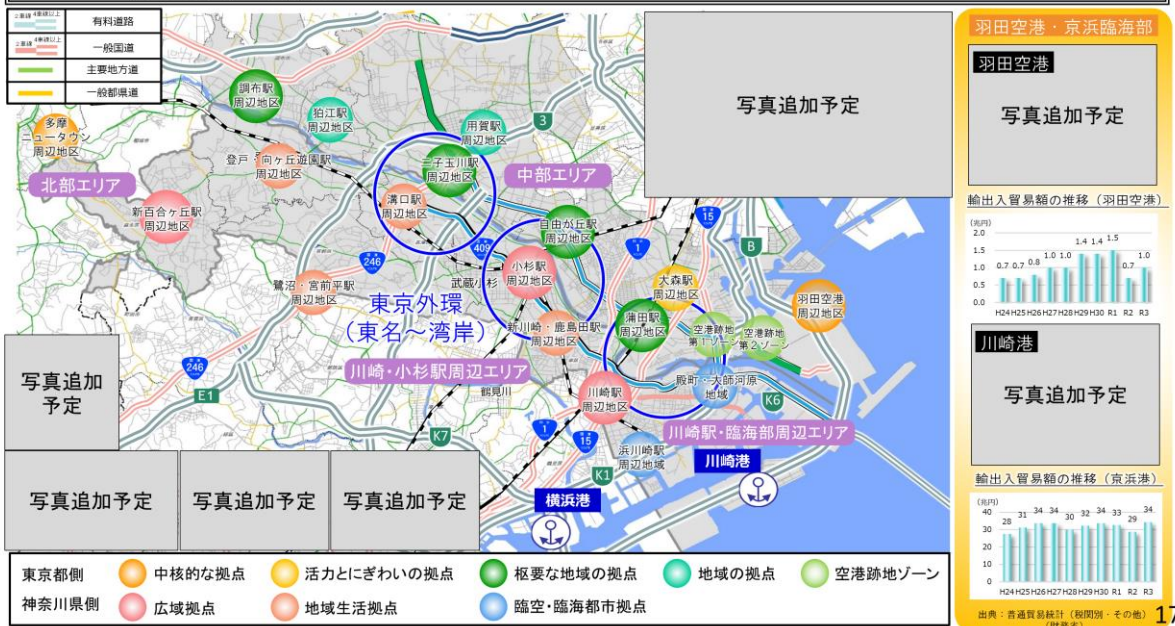 2車線 4車線以上
有料道路
2車線 4車線以上
一般国道
主要地方道
一般都県道
調布駅
周辺地区
狛江駅
周辺地区
用賀駅
周辺地区
3
写真追加予定
多摩
ニュータウン
周辺地区
登戸・向ヶ丘遊園駅
周辺地区
二子玉川駅
周辺地区
中部エリア
北部エリア
新百合ヶ丘駅
周辺地区
溝口駅
周辺地区
自由が丘駅
周辺地区
15
1
B
409
246
小杉駅
周辺地区
武蔵小杉
大森駅
周辺地区
鷺沼・宮前平駅
周辺地区
羽田空港
周辺地区
東京外環
(東名~湾岸)
新川崎・鹿島田駅
周辺地区
蒲田駅
周辺地区
空港跡地
第1ゾーン
空港跡地
第2ゾーン
川崎・小杉駅周辺エリア
246
E1
鶴見川
川崎駅
周辺地区
殿町・大師河原
地域
K6
写真追加
予定
K7
1
15
川崎駅・臨海部周辺エリア
浜川崎駅
周辺地域
川崎港
K1
横浜港
写真追加予定
写真追加予定
写真追加予定
東京都側
中核的な拠点
活力とにぎわいの拠点
枢要な地域の拠点
地域の拠点
空港跡地ゾーン
神奈川県側
広域拠点
地域生活拠点
臨空・臨海都市拠点
羽田空港・京浜臨海部
羽田空港
写真追加予定
輸出入貿易額の推移(羽田空港)
(兆円)
2.0
1.5
1.0
0.5
0.0
0.7 0.7 0.8 1.0 1.0 1.4 1.4 1.5 0.7 1.0
H24 H25 H26 H27 H28 H29 H30 R1 R2 R3
川崎港
写真追加予定
輸出入貿易額の推移(京浜港)
(兆円)
40
30
20
10
0
28 31 34 34 30 32 34 33 29 34
H24 H25 H26 H27 H28 H29 H30 R1 R2 R3
出典:普通貿易統計(税関別・その他)
(財務省)
17